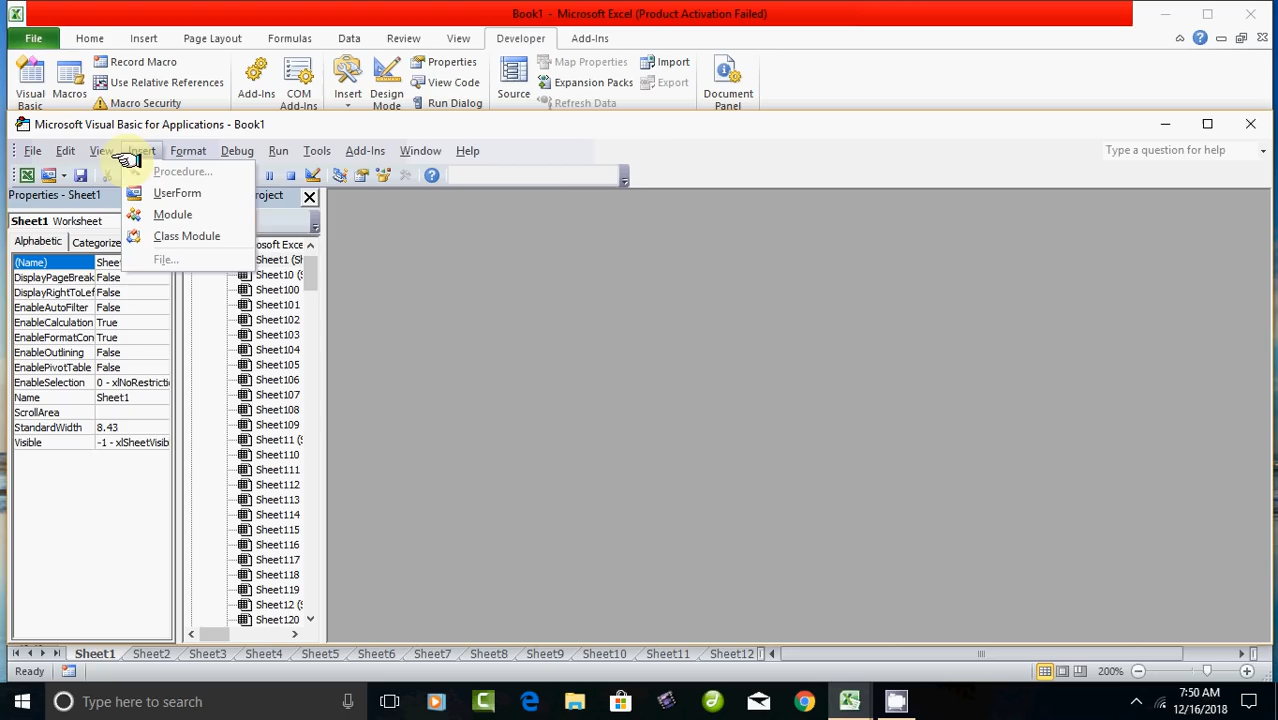 Book1 - Microsoft Excel (Product Activation Failed)
File Home Insert Page Layout Formulas Data Review View Developer Add-Ins
Visual Basic
Macros
Record Macro
Use Relative References
Macro Security
Add-Ins
COM Add-Ins
Insert
Design Mode
Properties
View Code
Run Dialog
Source
Map Properties
Expansion Packs
Refresh Data
Import
Export
Document Panel
Microsoft Visual Basic for Applications - Book1
File Edit View Insert Format Debug Run Tools Add-Ins Window Help
Type a question for help
Procedure...
UserForm
Module
Class Module
File...
Properties - Sheet1
Sheet1 Worksheet
Alphabetic Categorize
(Name) Shee
DisplayPageBreak False
DisplayRightToLef False
EnableAutoFilter False
EnableCalculation True
EnableFormatCon True
EnableOutlining False
EnablePivotTable False
EnableSelection 0 - xlNoRestricti
Name Sheet1
ScrollArea
StandardWidth 8.43
Visible -1 - xlSheetVisib
oject
osoft Exce
Sheet1 (Sh
Sheet10 (
Sheet100
Sheet101
Sheet102
Sheet103
Sheet104
Sheet105
Sheet106
Sheet107
Sheet108
Sheet109
Sheet11 (S
Sheet110
Sheet111
Sheet112
Sheet113
Sheet114
Sheet115
Sheet116
Sheet117
Sheet118
Sheet119
Sheet12 (S
Sheet120
Sheet1 Sheet2 Sheet3 Sheet4 Sheet5 Sheet6 Sheet7 Sheet8 Sheet9 Sheet10 Sheet11 Sheet12
Ready
200%
Type here to search
7:50 AM
12/16/2018